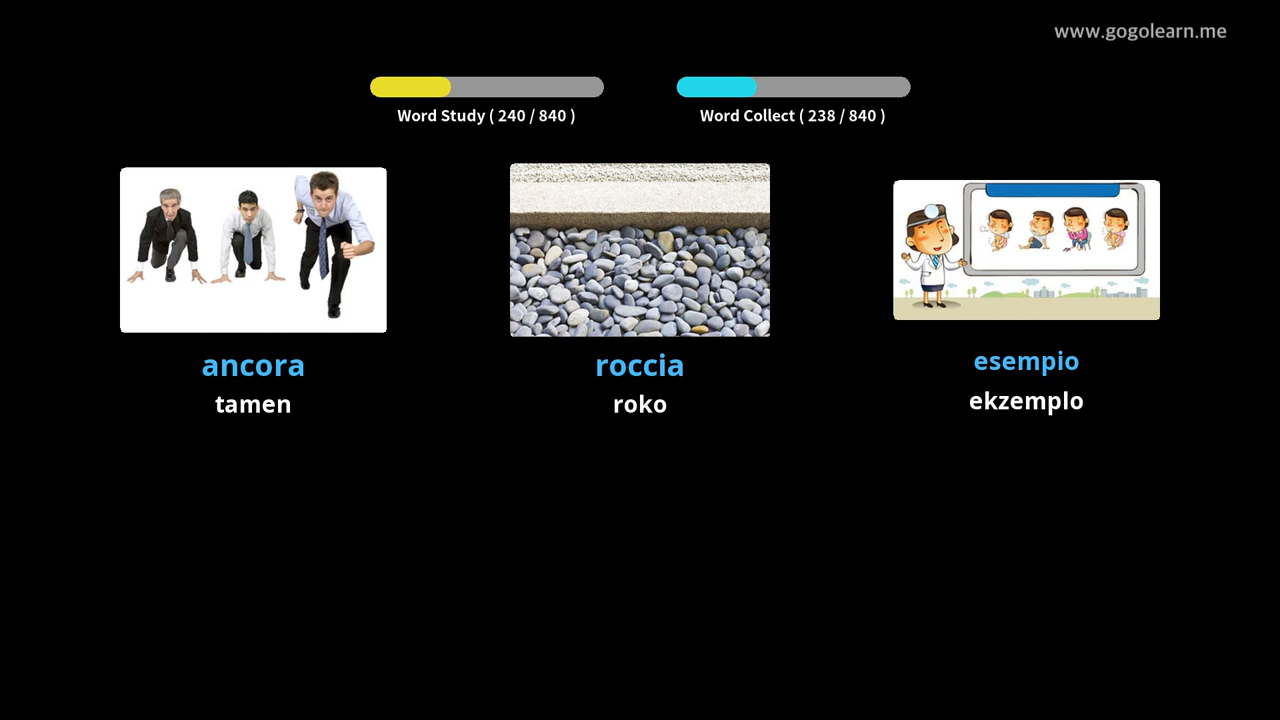 www.gogolearn.me
Word Study ( 240 / 840 )
Word Collect ( 238 / 840 )
ancora
tamen
roccia
roko
esempio
ekzemplo